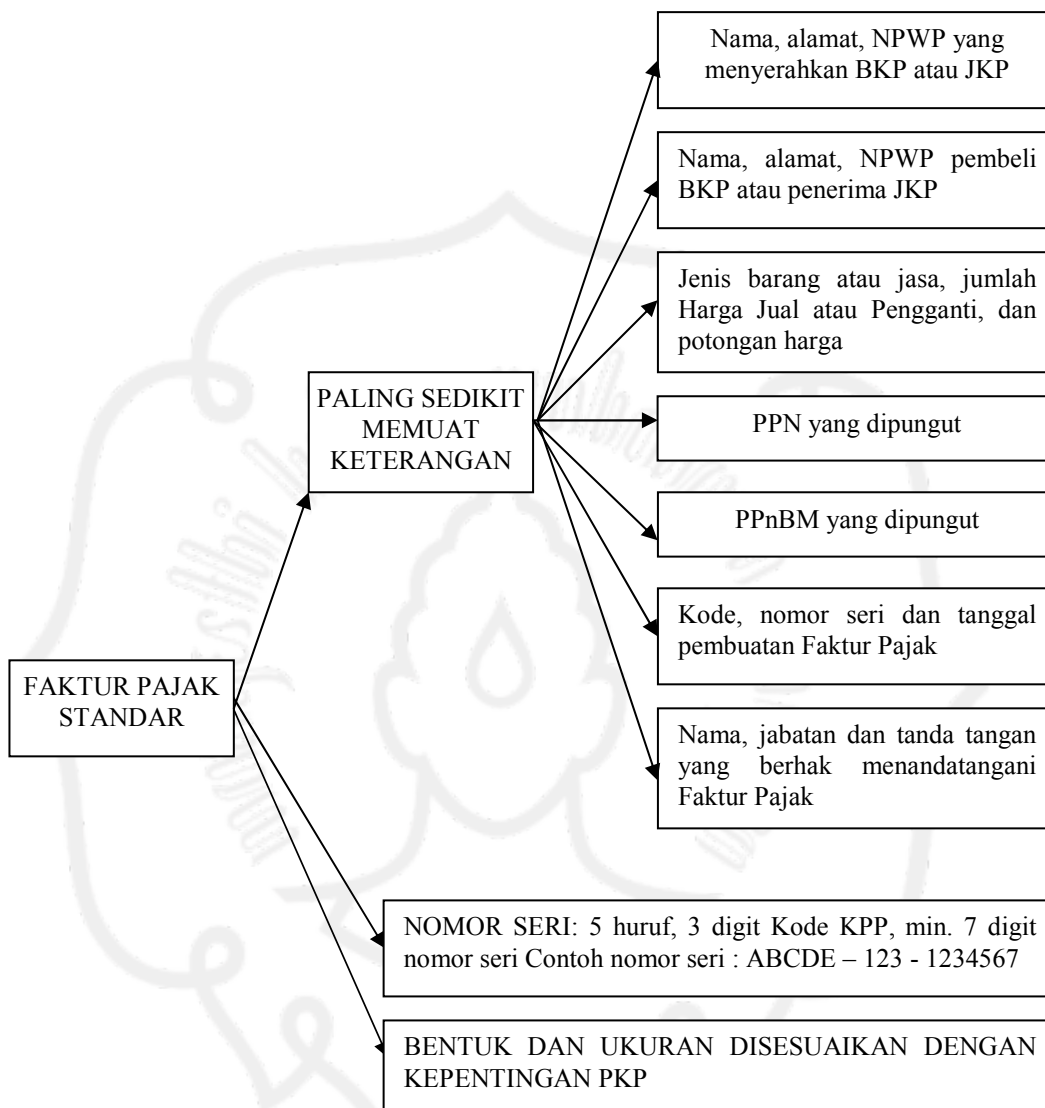 Nama, alamat, NPWP yang
menyerahkan BKP atau JKP
Nama, alamat, NPWP pembeli
BKP atau penerima JKP
Jenis barang atau jasa, jumlah
Harga Jual atau Pengganti, dan
potongan harga
PALING SEDIKIT
MEMUAT
KETERANGAN
PPN yang dipungut
PPnBM yang dipungut
Kode, nomor seri dan tanggal
pembuatan Faktur Pajak
FAKTUR PAJAK
STANDAR
Nama, jabatan dan tanda tangan
yang berhak menandatangani
Faktur Pajak
NOMOR SERI: 5 huruf, 3 digit Kode KPP, min. 7 digit
nomor seri Contoh nomor seri : ABCDE – 123 - 1234567
BENTUK DAN UKURAN DISESUAIKAN DENGAN
KEPENTINGAN PKP